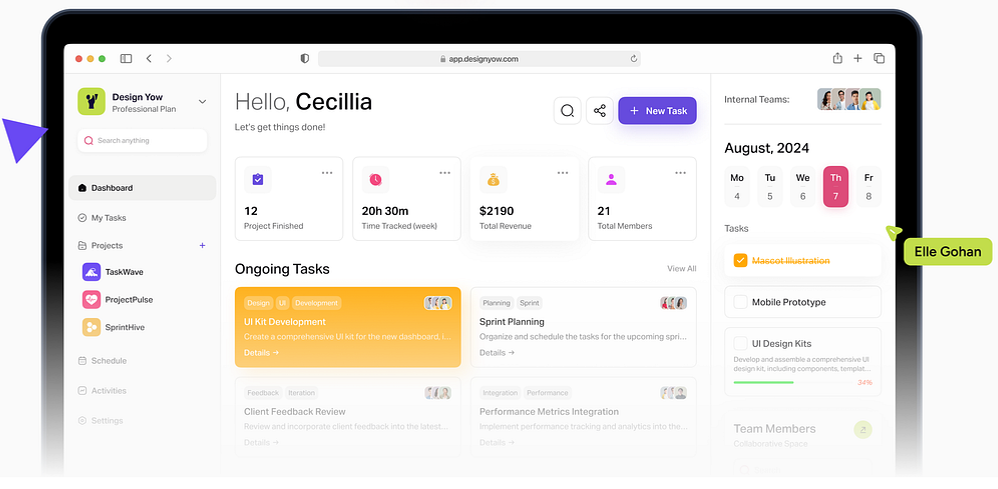 app.designyow.com
Design Yow
Professional Plan
Search anything
Dashboard
My Tasks
Projects
+
TaskWave
ProjectPulse
SprintHive
Schedule
Activities
Settings
Hello, Cecillia
Let's get things done!
+ New Task
12
Project Finished
20h 30m
Time Tracked (week)
$2190
Total Revenue
21
Total Members
Ongoing Tasks
View All
Design UI Development
UI Kit Development
Create a comprehensive UI kit for the new dashboard, i...
Details →
Planning Sprint
Sprint Planning
Organize and schedule the tasks for the upcoming spri...
Details →
Feedback Iteration
Client Feedback Review
Review and incorporate client feedback into the latest...
Details →
Integration Performance
Performance Metrics Integration
Implement performance tracking and analytics into the...
Details →
Internal Teams:
August, 2024
Mo Tu We Th Fr
4 5 6 7 8
Tasks
Mascot Illustration
Mobile Prototype
UI Design Kits
Develop and assemble a comprehensive UI
design kit, including components, templat...
34%
Team Members
Collaborative Space
Elle Gohan